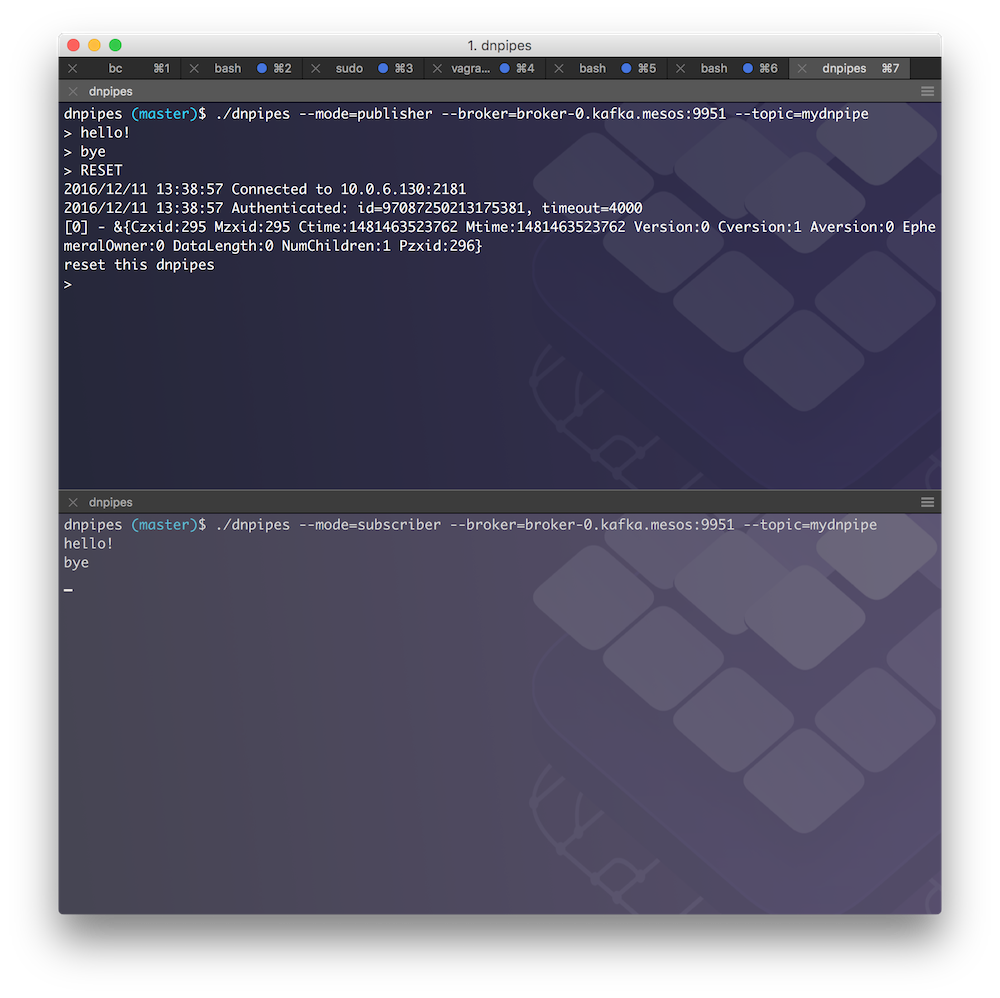 1. dnpipes
bc ⌘1 bash ⌘2 sudo ⌘3 vagra... ⌘4 bash ⌘5 bash ⌘6 dnpipes ⌘7
dnpipes
dnpipes (master)$ ./dnpipes --mode=publisher --broker=broker-0.kafka.mesos:9951 --topic=mydnpipe
> hello!
> bye
> RESET
2016/12/11 13:38:57 Connected to 10.0.6.130:2181
2016/12/11 13:38:57 Authenticated: id=97087250213175381, timeout=4000
[0] - &{Czxid:295 Mzxid:295 Ctime:1481463523762 Mtime:1481463523762 Version:0 Cversion:1 Aversion:0 Ephe
meralOwner:0 DataLength:0 NumChildren:1 Pzxid:296}
reset this dnpipes
>
dnpipes
dnpipes (master)$ ./dnpipes --mode=subscriber --broker=broker-0.kafka.mesos:9951 --topic=mydnpipe
hello!
bye